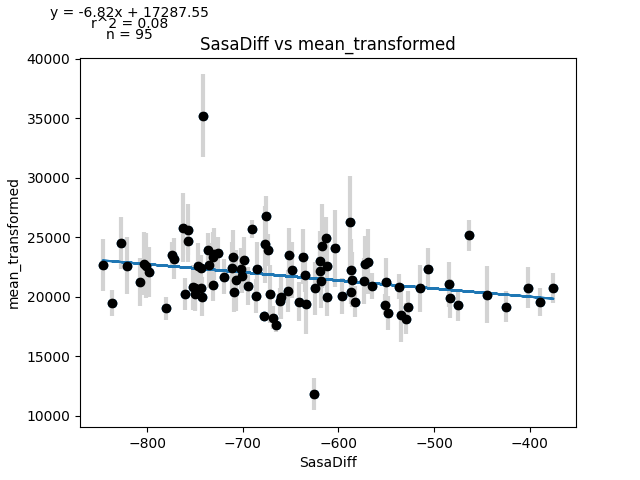 y = -6.82x + 17287.55
r^2 = 0.08
n = 95
SasaDiff vs mean_transformed
40000
35000
30000
25000
20000
15000
10000
mean_transformed
−800
−700
−600
−500
−400
SasaDiff